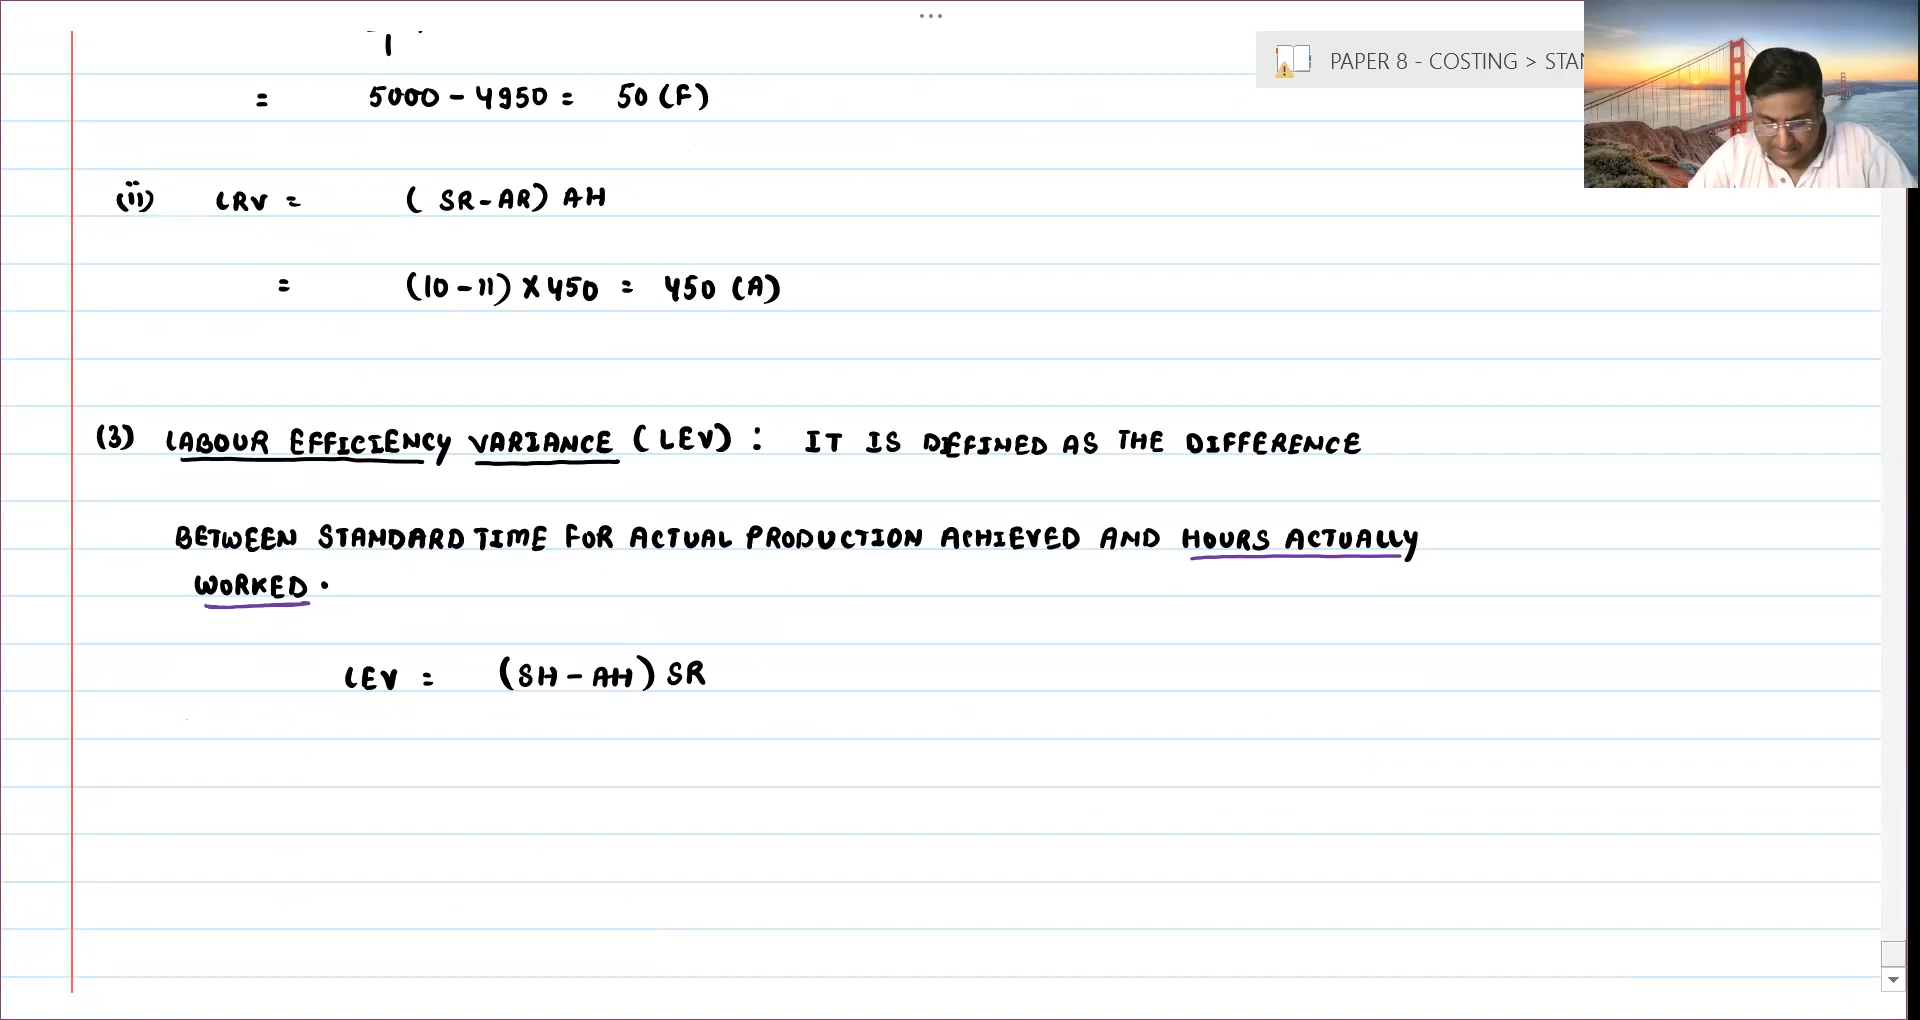 PAPER 8 - COSTING > STAN
= 5000 - 4950 = 50 (F)
(ii) LRV = (SR - AR) AH
= (10 - 11) X 450 = 450 (A)
(3) LABOUR EFFICIENCY VARIANCE (LEV) : IT IS DEFINED AS THE DIFFERENCE
BETWEEN STANDARD TIME FOR ACTUAL PRODUCTION ACHIEVED AND HOURS ACTUALLY
WORKED .
LEV = (SH - AH) SR